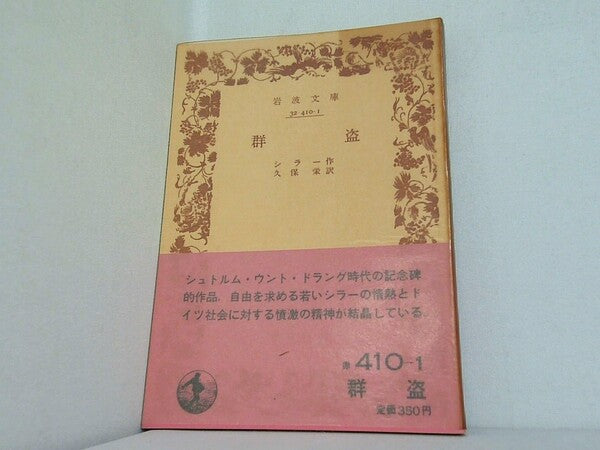 岩波文庫
32-410-1
群盗
シラー作
久保栄訳
シュトルム・ウント・ドラング時代の記念碑
的作品。自由を求める若いシラーの情熱とド
イツ社会に対する憤激の精神が結晶している。
赤 410-1
群盗
定価350円